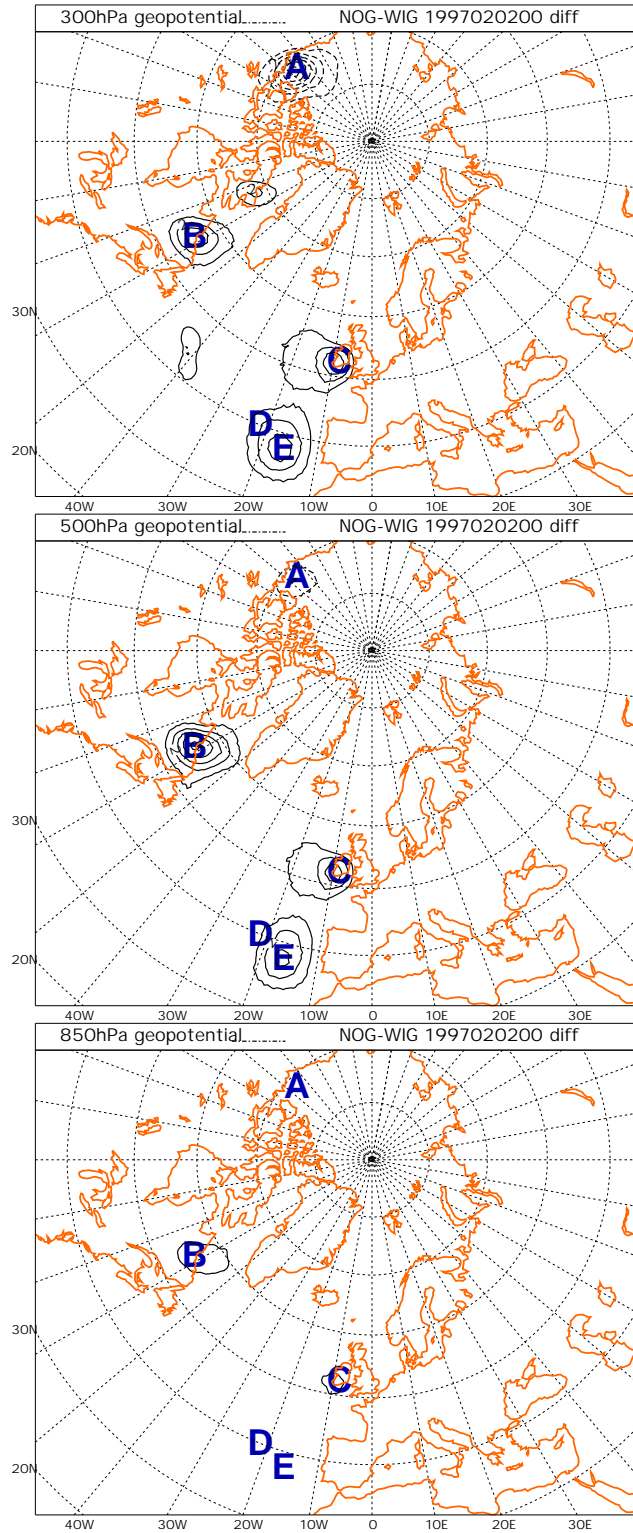 300hPa geopotential NOG-WIG 1997020200 diff
A
B
C
D
E
30N
20N
40W 30W 20W 10W 0 10E 20E 30E
500hPa geopotential NOG-WIG 1997020200 diff
A
B
C
D
E
30N
20N
40W 30W 20W 10W 0 10E 20E 30E
850hPa geopotential NOG-WIG 1997020200 diff
A
B
C
D
E
30N
20N
40W 30W 20W 10W 0 10E 20E 30E